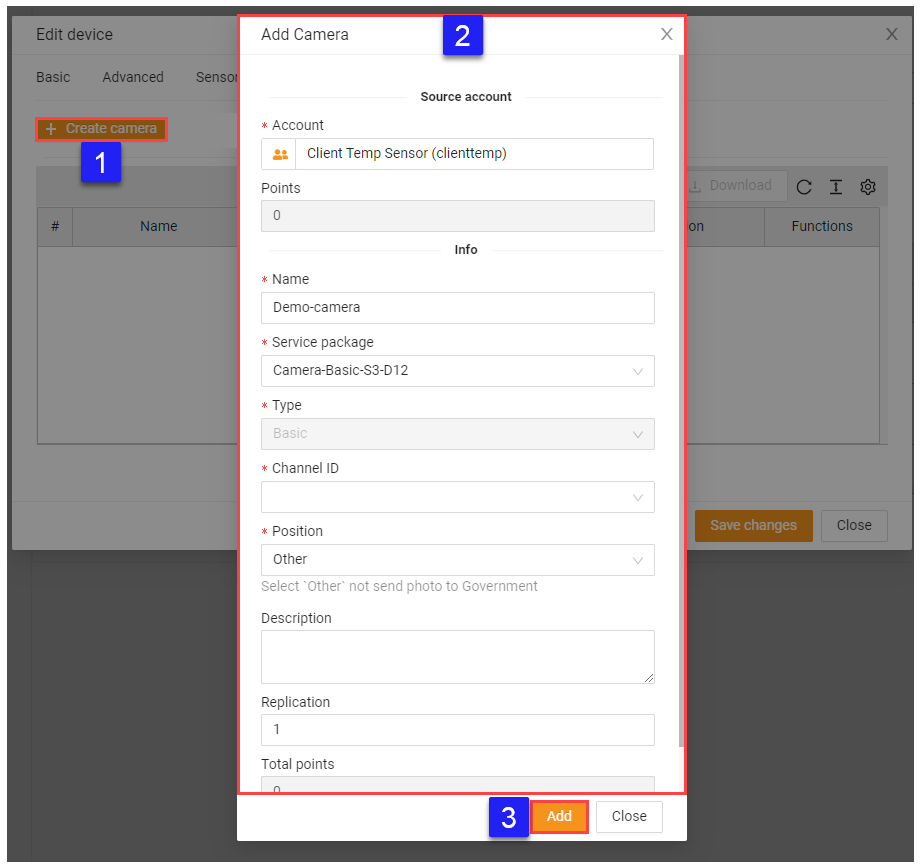 Edit device
Basic Advanced Sensor
+ Create camera
1
Download
# Name on Functions
Save changes Close
Add Camera
2
Source account
* Account
Client Temp Sensor (clienttemp)
Points
0
Info
* Name
Demo-camera
* Service package
Camera-Basic-S3-D12
* Type
Basic
* Channel ID
* Position
Other
Select `Other` not send photo to Government
Description
Replication
1
Total points
0
3 Add Close